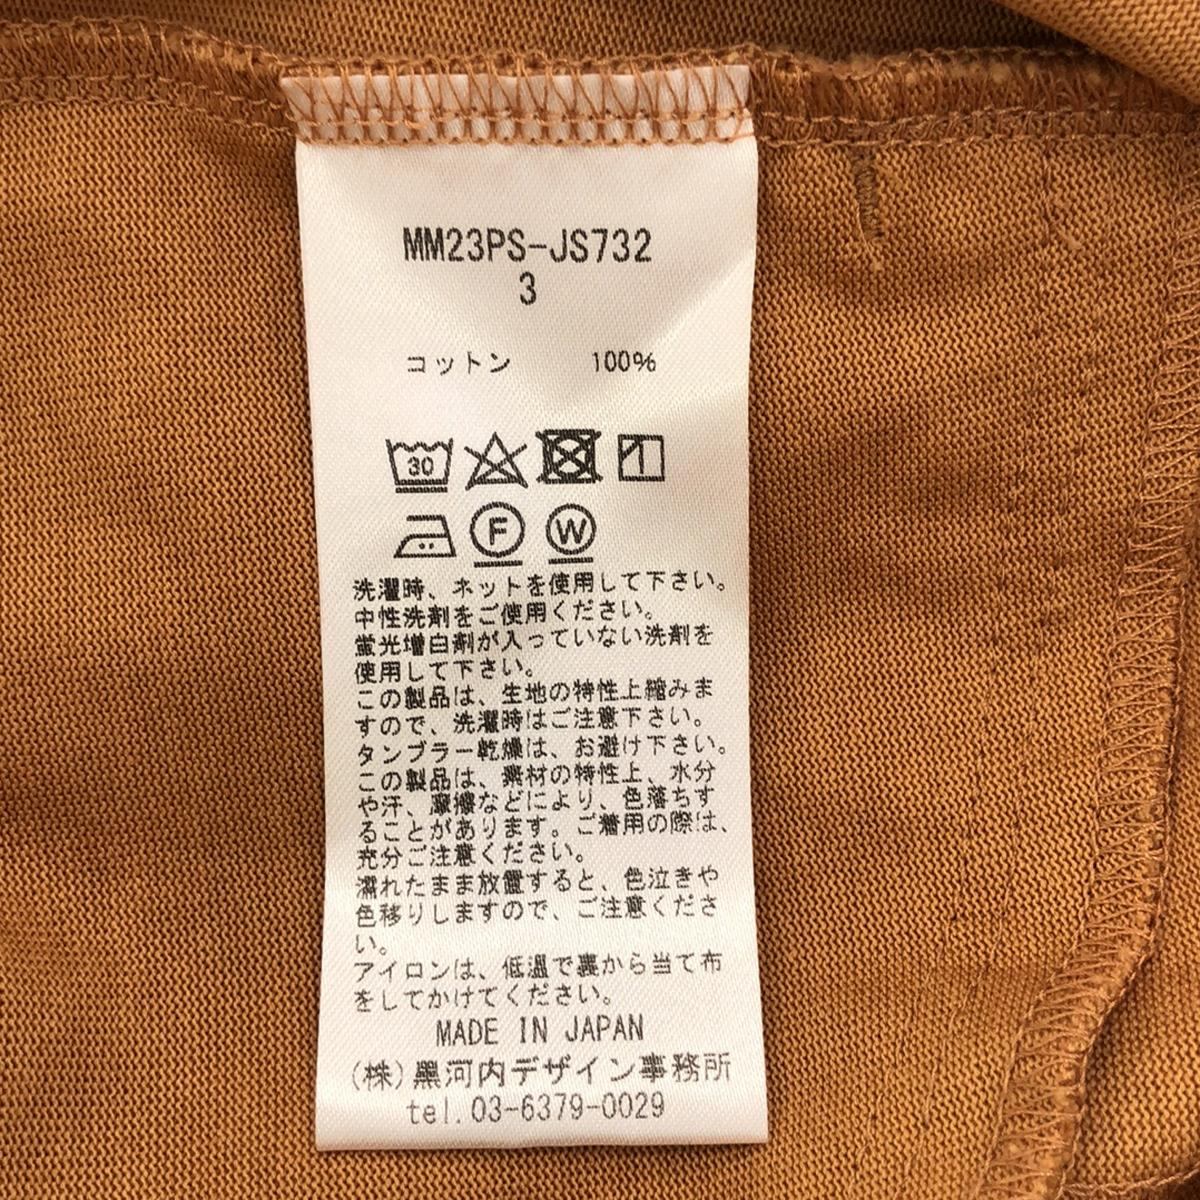 MM23PS-JS732
3
コットン 100%
30
F W
洗濯時、ネットを使用して下さい。
中性洗剤をご使用ください。
蛍光増白剤が入っていない洗剤を
使用して下さい。
この製品は、生地の特性上縮みま
すので、洗濯時はご注意下さい。
タンブラー乾燥は、お避け下さい。
この製品は、素材の特性上、水分
や汗、摩擦などにより、色落ちす
ることがあります。ご着用の際は、
充分ご注意ください。
濡れたまま放置すると、色泣きや
色移りしますので、ご注意くださ
い。
アイロンは、低温で裏から当て布
をしてかけてください。
MADE IN JAPAN
(株)黒河内デザイン事務所
tel.03-6379-0029